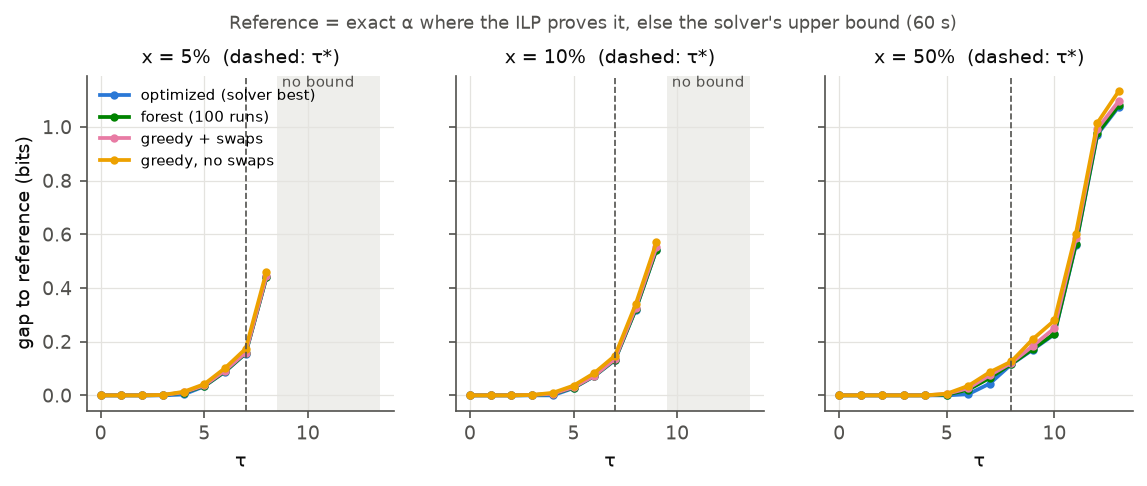 Reference = exact α where the ILP proves it, else the solver's upper bound (60 s)
x = 5%  (dashed: τ*)
x = 10%  (dashed: τ*)
x = 50%  (dashed: τ*)
no bound
no bound
optimized (solver best)
forest (100 runs)
greedy + swaps
greedy, no swaps
gap to reference (bits)
1.0
0.8
0.6
0.4
0.2
0.0
0 5 10
0 5 10
0 5 10
τ
τ
τ